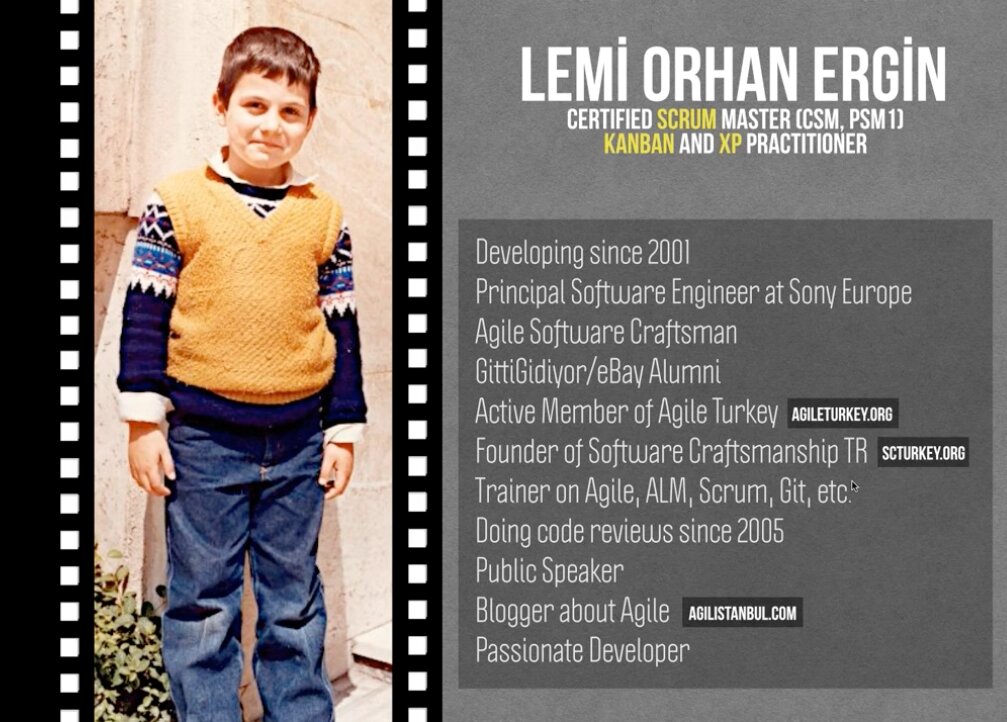 LEMİ ORHAN ERGİN
CERTIFIED SCRUM MASTER (CSM, PSM1)
KANBAN AND XP PRACTITIONER
Developing since 2001
Principal Software Engineer at Sony Europe
Agile Software Craftsman
GittiGidiyor/eBay Alumni
Active Member of Agile Turkey AGILETURKEY.ORG
Founder of Software Craftsmanship TR SCTURKEY.ORG
Trainer on Agile, ALM, Scrum, Git, etc.
Doing code reviews since 2005
Public Speaker
Blogger about Agile AGILISTANBUL.COM
Passionate Developer